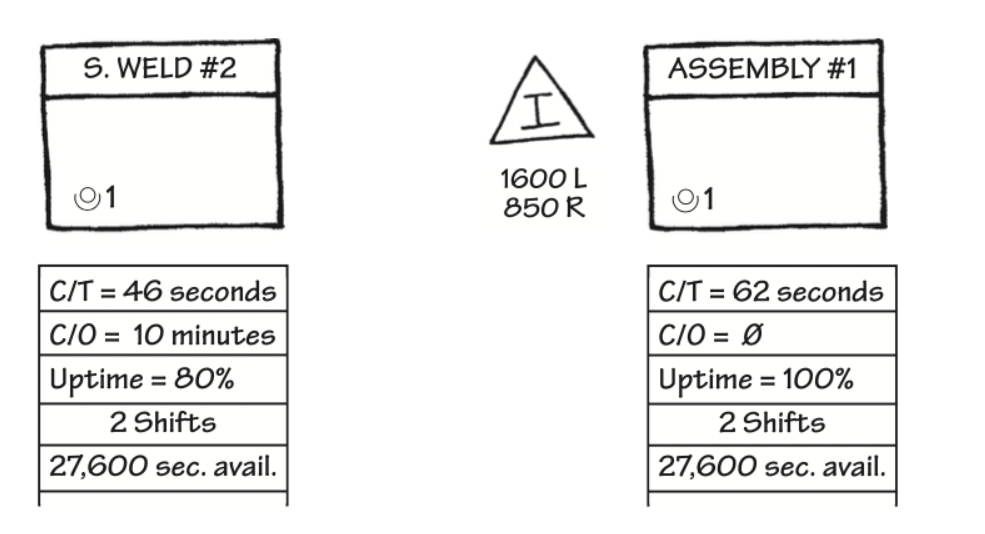 S. WELD #2
1
C/T = 46 seconds
C/O = 10 minutes
Uptime = 80%
2 Shifts
27,600 sec. avail.
I
1600 L
850 R
ASSEMBLY #1
1
C/T = 62 seconds
C/O = Ø
Uptime = 100%
2 Shifts
27,600 sec. avail.